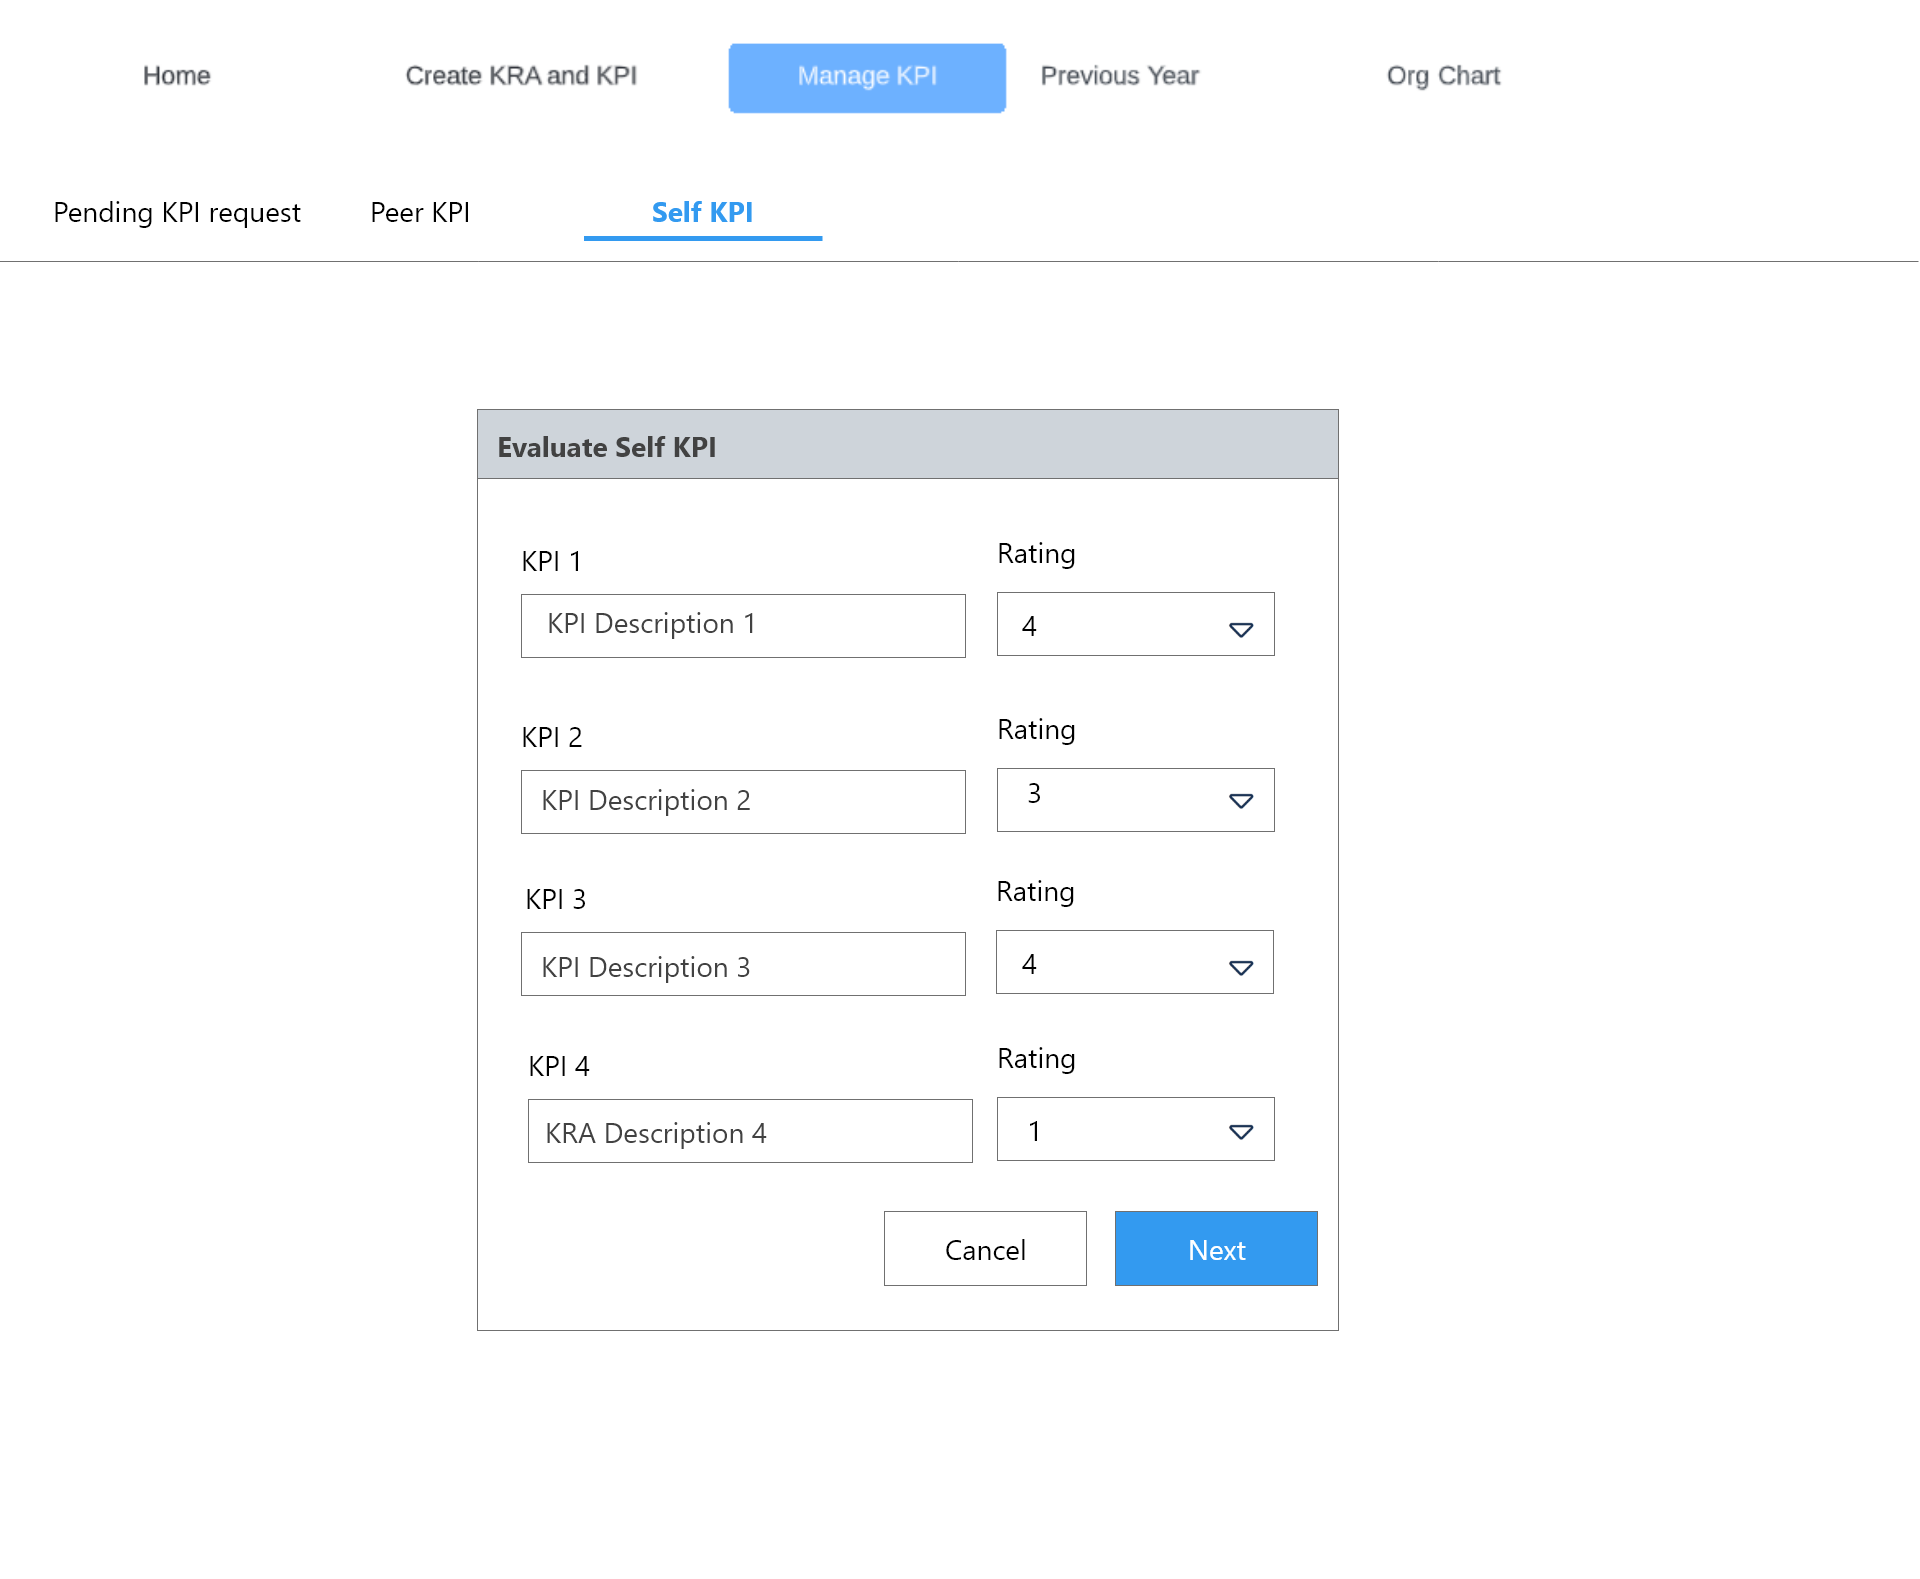 Home Create KRA and KPI Manage KPI Previous Year Org Chart
Pending KPI request Peer KPI Self KPI
Evaluate Self KPI
KPI 1 Rating
KPI Description 1 4
KPI 2 Rating
KPI Description 2 3
KPI 3 Rating
KPI Description 3 4
KPI 4 Rating
KRA Description 4 1
Cancel Next